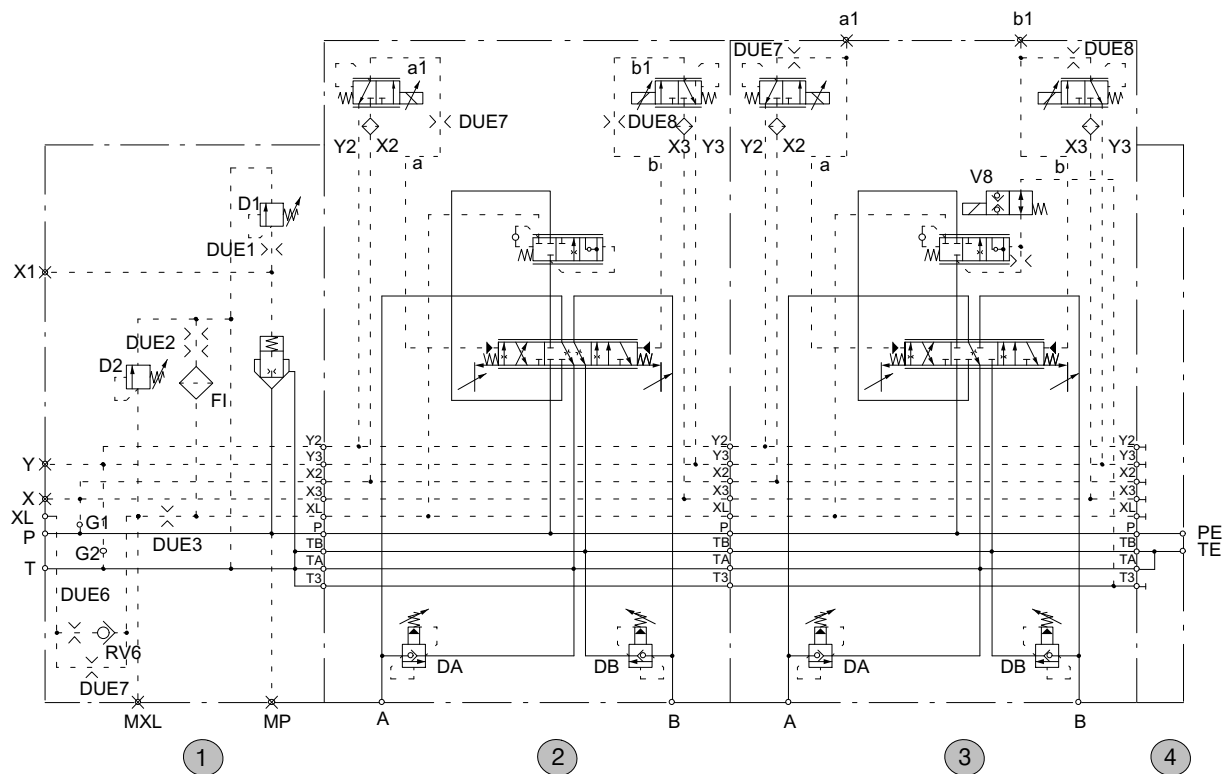 a1 b1
DUE7 DUE8
a1 b1
DUE7 DUE8
Y2 X2 X3 Y3 Y2 X2 X3 Y3
a b a b
V8
D1
DUE1
X1
DUE2
D2
FI
Y2 Y2 Y2
Y Y3 Y3 Y3
X2 X2 X2
X X3 X3 X3
XL XL XL XL
G1
P P P P PE
DUE3
TB TB TB TE
G2
T TA TA TA
T3 T3 T3
DUE6
RV6
DA DB DA DB
DUE7
MXL MP A B A B
1 2 3 4